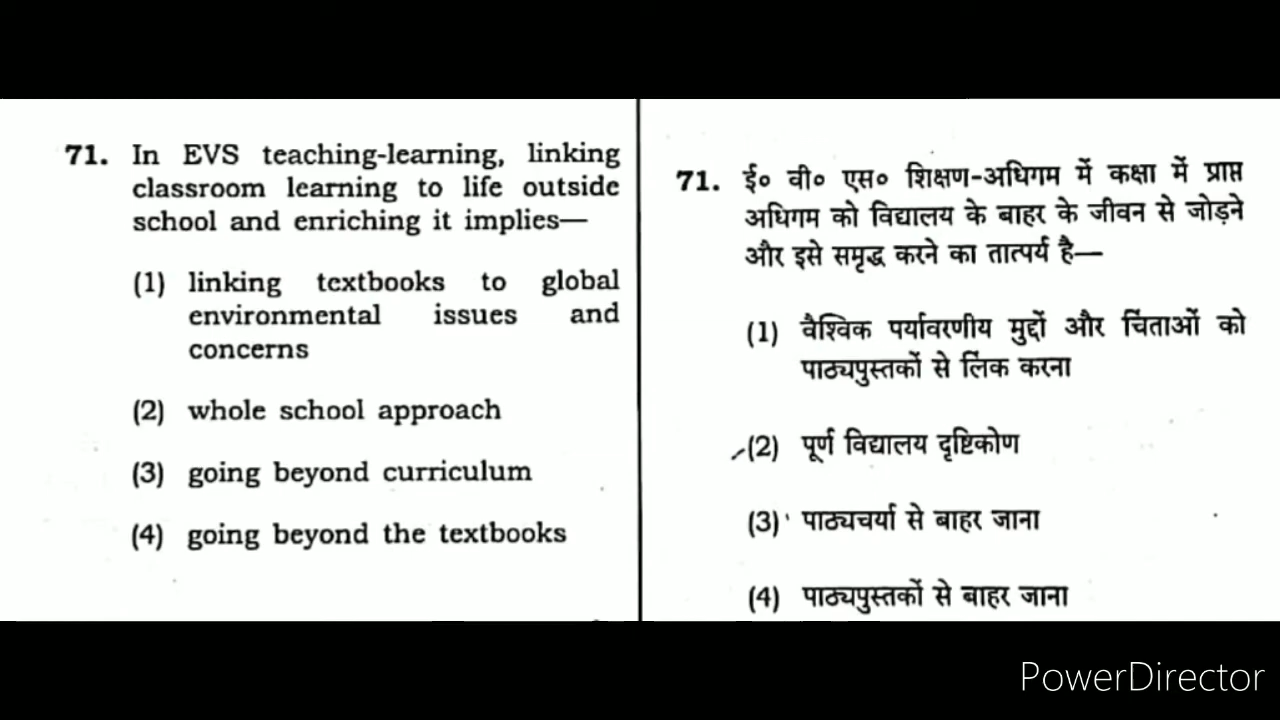 71. In EVS teaching-learning, linking
classroom learning to life outside
school and enriching it implies—
(1) linking textbooks to global
environmental issues and
concerns
(2) whole school approach
(3) going beyond curriculum
(4) going beyond the textbooks
71. ई० वी० एस० शिक्षण-अधिगम में कक्षा में प्राप्त
अधिगम को विद्यालय के बाहर के जीवन से जोड़ने
और इसे समृद्ध करने का तात्पर्य है—
(1) वैश्विक पर्यावरणीय मुद्दों और चिंताओं को
पाठ्यपुस्तकों से लिंक करना
(2) पूर्ण विद्यालय दृष्टिकोण
(3) पाठ्यचर्या से बाहर जाना
(4) पाठ्यपुस्तकों से बाहर जाना
PowerDirector